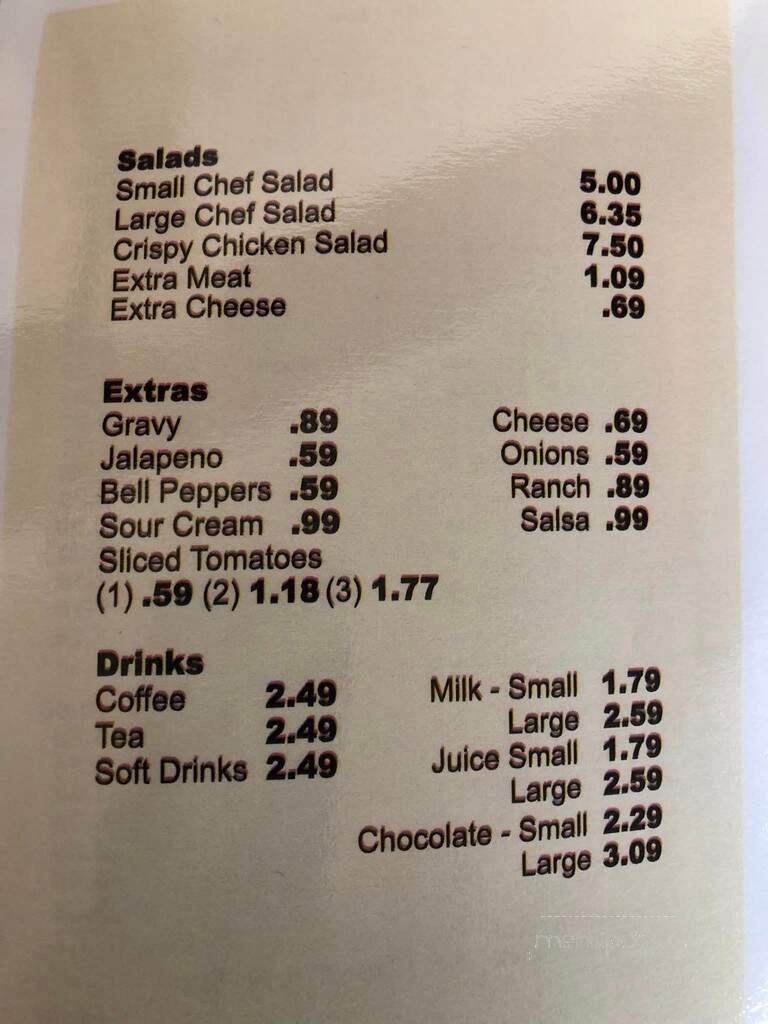 Salads
Small Chef Salad 5.00
Large Chef Salad 6.35
Crispy Chicken Salad 7.50
Extra Meat 1.09
Extra Cheese .69
Extras
Gravy .89 Cheese .69
Jalapeno .59 Onions .59
Bell Peppers .59 Ranch .89
Sour Cream .99 Salsa .99
Sliced Tomatoes
(1) .59 (2) 1.18 (3) 1.77
Drinks
Coffee 2.49 Milk - Small 1.79
Tea 2.49 Large 2.59
Soft Drinks 2.49 Juice Small 1.79
Large 2.59
Chocolate - Small 2.29
Large 3.09